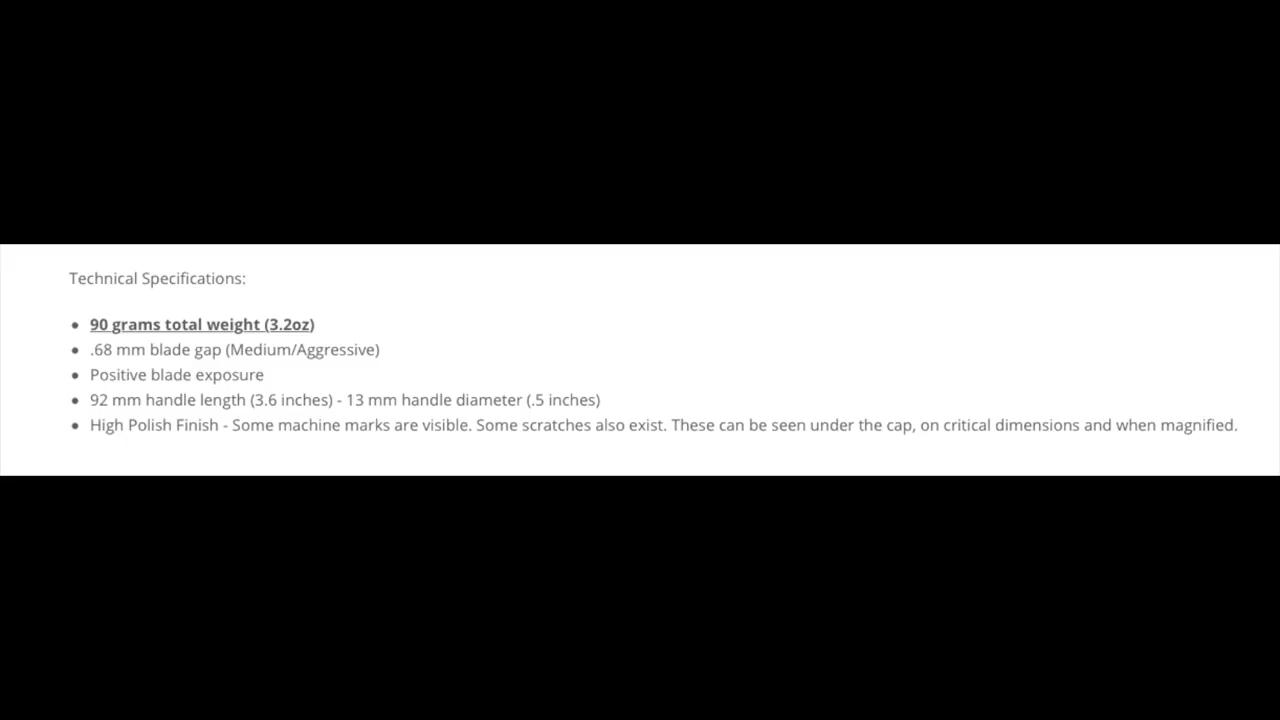 Technical Specifications:
• 90 grams total weight (3.2oz)
• .68 mm blade gap (Medium/Aggressive)
• Positive blade exposure
• 92 mm handle length (3.6 inches) - 13 mm handle diameter (.5 inches)
• High Polish Finish - Some machine marks are visible. Some scratches also exist. These can be seen under the cap, on critical dimensions and when magnified.